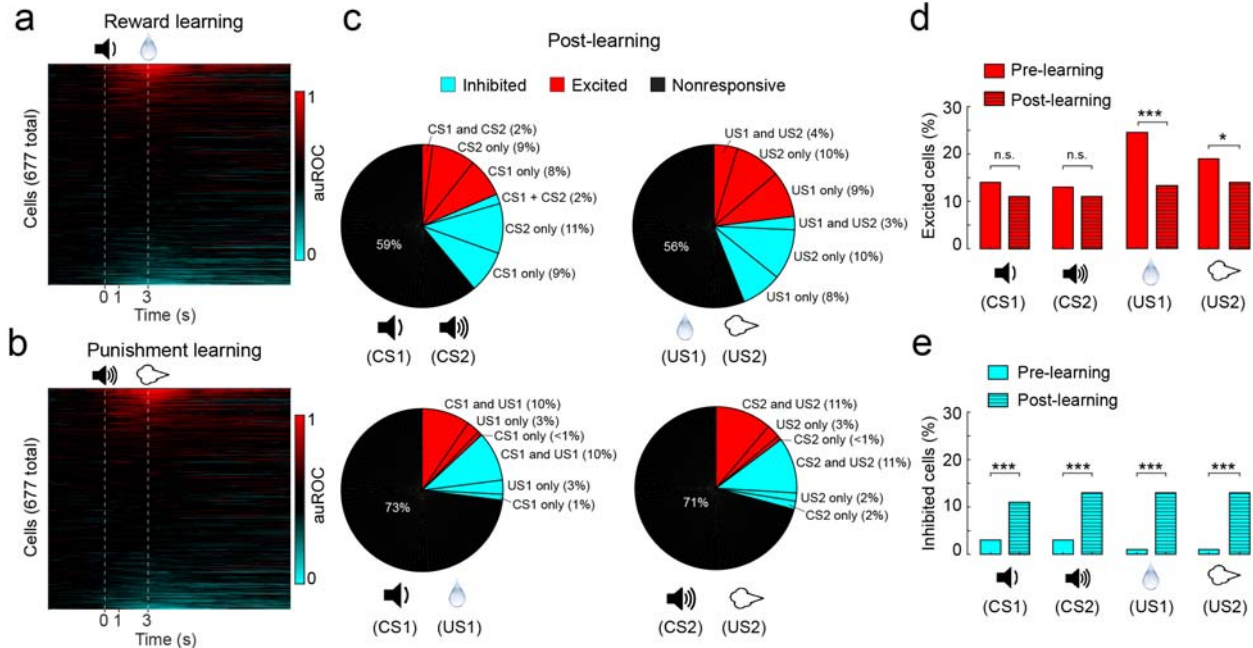 a
Reward learning
Cells (677 total)
1
auROC
0
0 1 3
Time (s)
b
Punishment learning
Cells (677 total)
1
auROC
0
0 1 3
Time (s)
c
Post-learning
Inhibited Excited Nonresponsive
CS1 and CS2 (2%)
CS2 only (9%)
CS1 only (8%)
CS1 + CS2 (2%)
CS2 only (11%)
CS1 only (9%)
59%
(CS1) (CS2)
US1 and US2 (4%)
US2 only (10%)
US1 only (9%)
US1 and US2 (3%)
US2 only (10%)
US1 only (8%)
56%
(US1) (US2)
CS1 and US1 (10%)
US1 only (3%)
CS1 only (<1%)
CS1 and US1 (10%)
US1 only (3%)
CS1 only (1%)
73%
(CS1) (US1)
CS2 and US2 (11%)
US2 only (3%)
CS2 only (<1%)
CS2 and US2 (11%)
US2 only (2%)
CS2 only (2%)
71%
(CS2) (US2)
d
Pre-learning
Post-learning
Excited cells (%)
30
20
10
0
n.s. n.s. *** *
(CS1) (CS2) (US1) (US2)
e
Pre-learning
Post-learning
Inhibited cells (%)
30
20
10
0
*** *** *** ***
(CS1) (CS2) (US1) (US2)